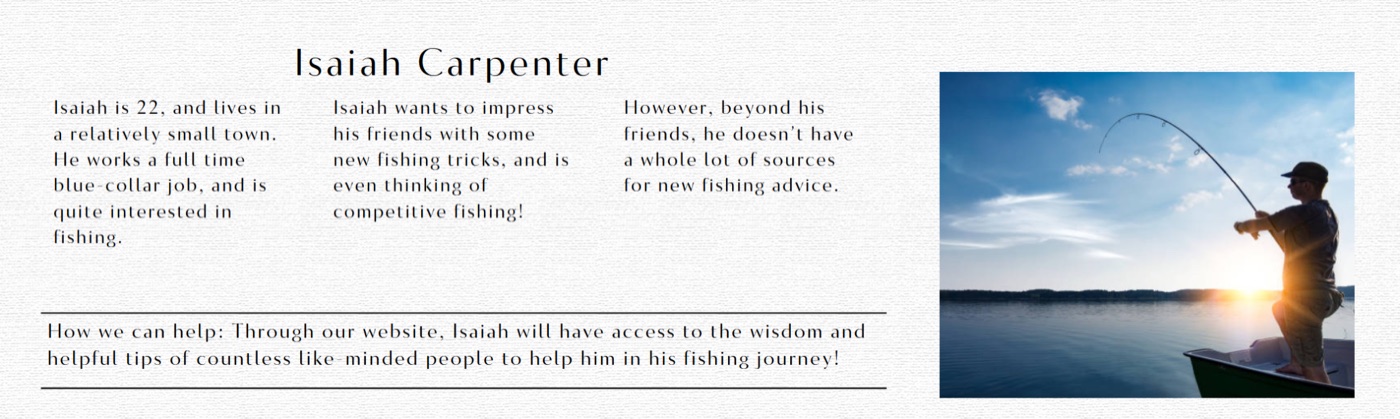 Isaiah Carpenter
Isaiah is 22, and lives in
a relatively small town.
He works a full time
blue-collar job, and is
quite interested in
fishing.
Isaiah wants to impress
his friends with some
new fishing tricks, and is
even thinking of
competitive fishing!
However, beyond his
friends, he doesn't have
a whole lot of sources
for new fishing advice.
How we can help: Through our website, Isaiah will have access to the wisdom and
helpful tips of countless like-minded people to help him in his fishing journey!